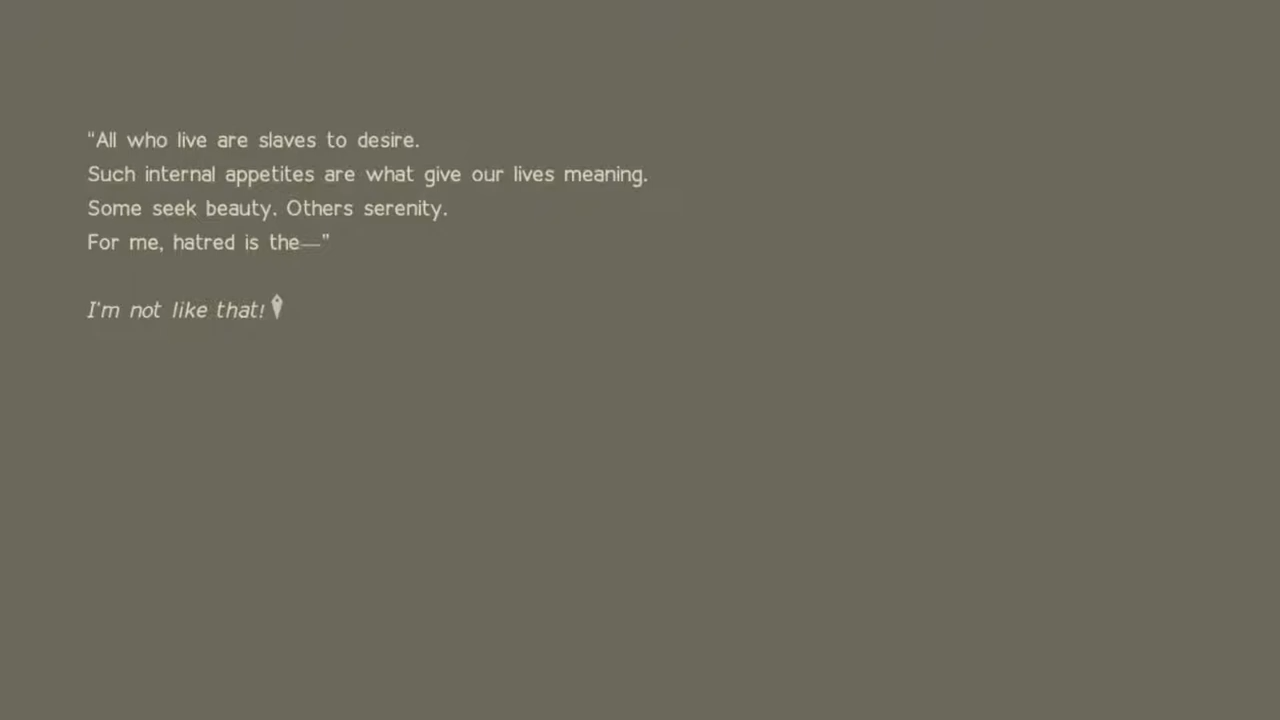 “All who live are slaves to desire.
Such internal appetites are what give our lives meaning.
Some seek beauty. Others serenity.
For me, hatred is the—”
I'm not like that!